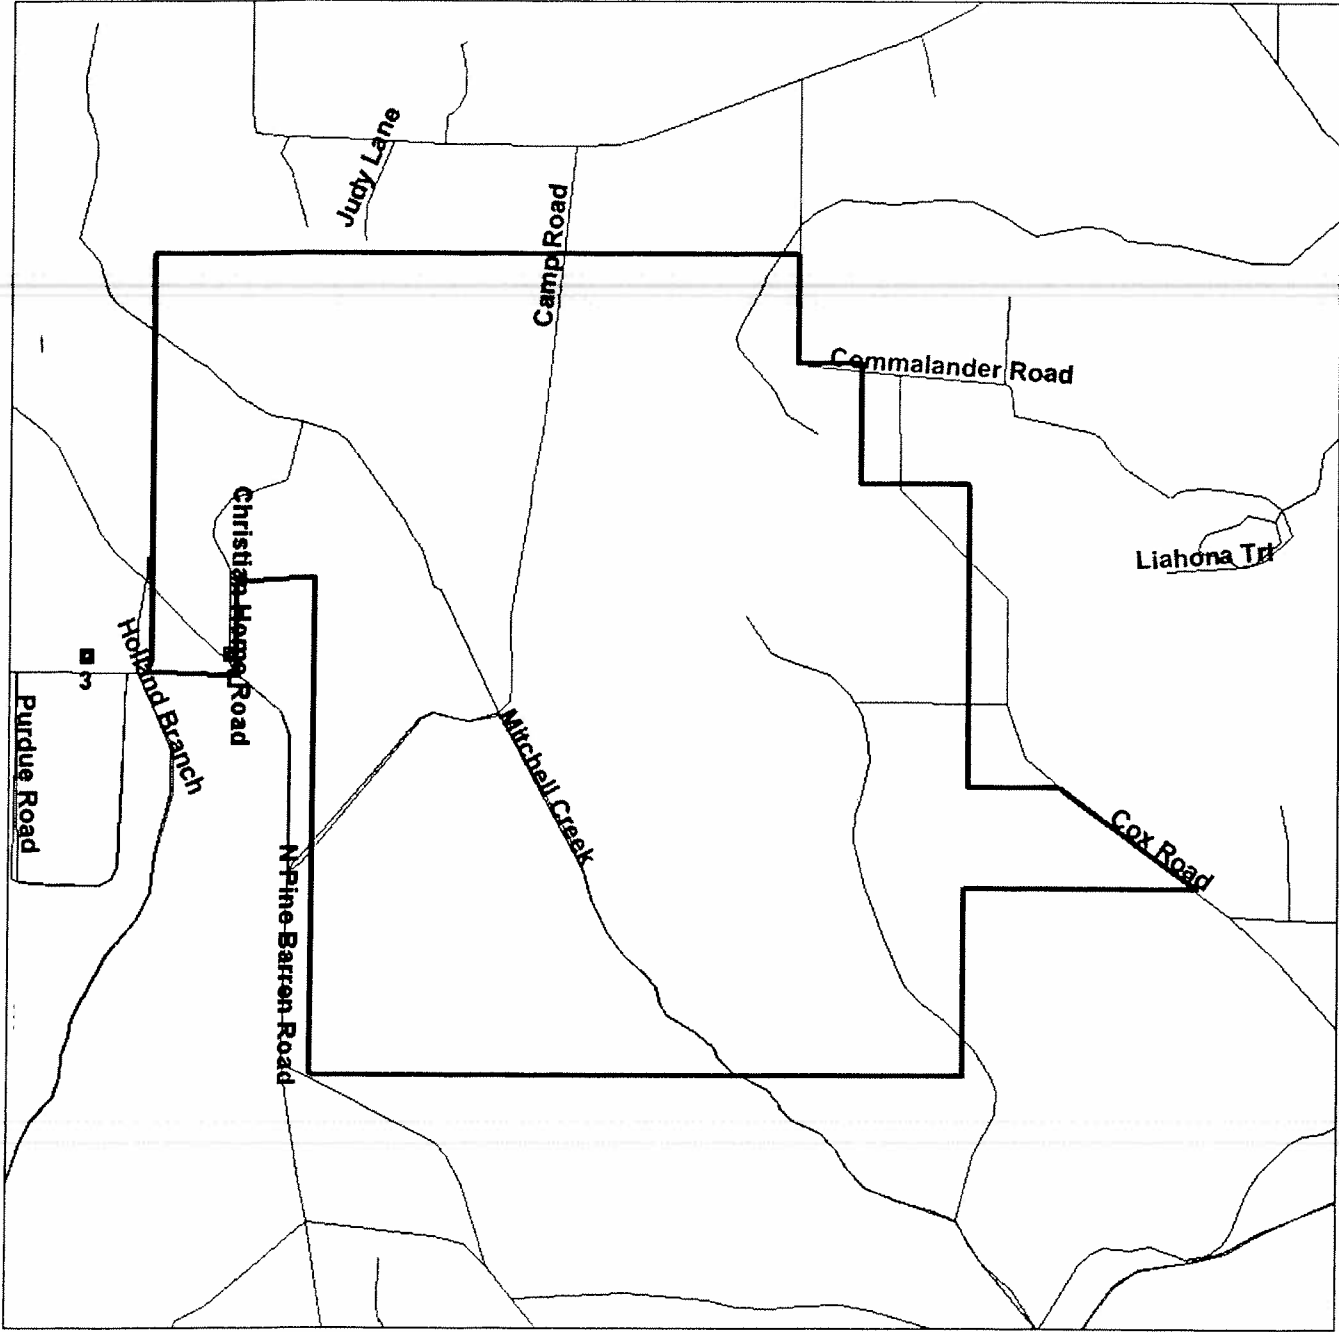 Judy Lane
Camp Road
Commalander Road
Christian Home Road
Liahona Trl
Holland Branch
3
Purdue Road
Mitchell Creek
Cox Road
N Pine Barren Road